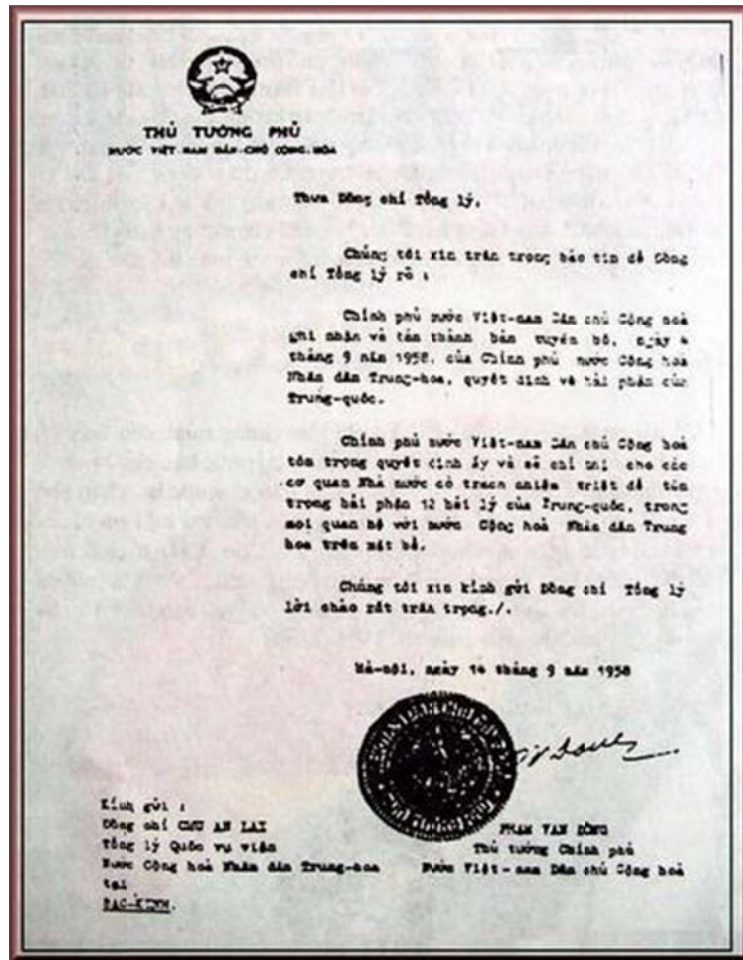 THỦ TƯỚNG PHỦ
NƯỚC VIỆT-NAM DÂN-CHỦ CỘNG-HÒA
Thưa Đồng chí Tổng lý,
Chúng tôi xin trân trọng báo tin để Đồng
chí Tổng lý rõ :
Chính phủ nước Việt-nam Dân chủ Cộng hoà
ghi nhận và tán thành bản tuyên bố, ngày 4
tháng 9 năm 1958, của Chính phủ nước Cộng hoà
Nhân dân Trung-hoa, quyết định về hải phận của
Trung-quốc.
Chính phủ nước Việt-nam Dân chủ Cộng hoà
tôn trọng quyết định ấy và sẽ chỉ thị cho các
cơ quan Nhà nước có trách nhiệm triệt để tôn
trọng hải phận 12 hải lý của Trung-quốc, trong
mọi quan hệ với nước Cộng hoà Nhân dân Trung
hoa trên mặt bể.
Chúng tôi xin kính gửi Đồng chí Tổng lý
lời chào rất trân trọng./.
Hà-nội, ngày 14 tháng 9 năm 1958
Kính gửi :
Đồng chí CHU AN LAI
Tổng lý Quốc vụ viện
Nước Cộng hoà Nhân dân Trung-hoa
tại
BẮC-KINH.
PHẠM VĂN ĐỒNG
Thủ tướng Chính phủ
Nước Việt-nam Dân chủ Cộng hoà